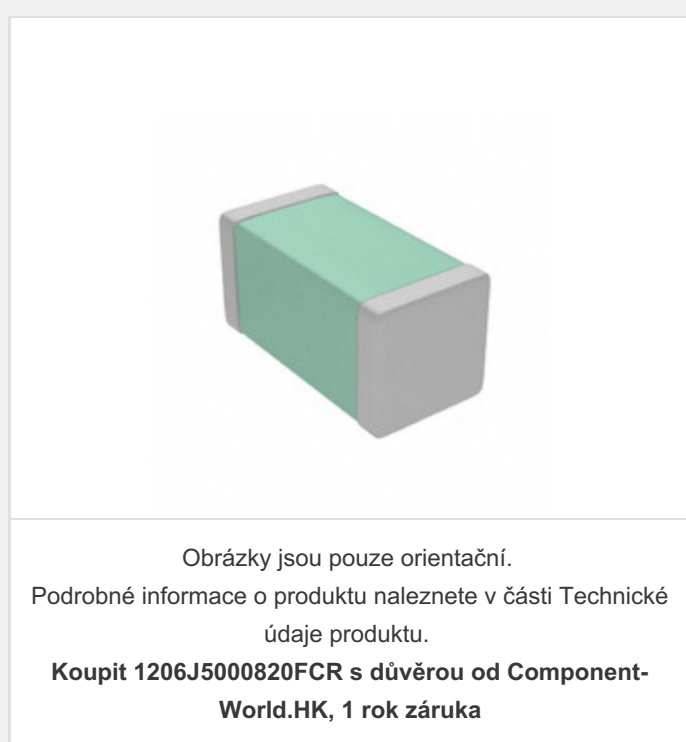 Obrázky jsou pouze orientační.
Podrobné informace o produktu naleznete v části Technické
údaje produktu.
Koupit 1206J5000820FCR s důvěrou od Component-
World.HK, 1 rok záruka